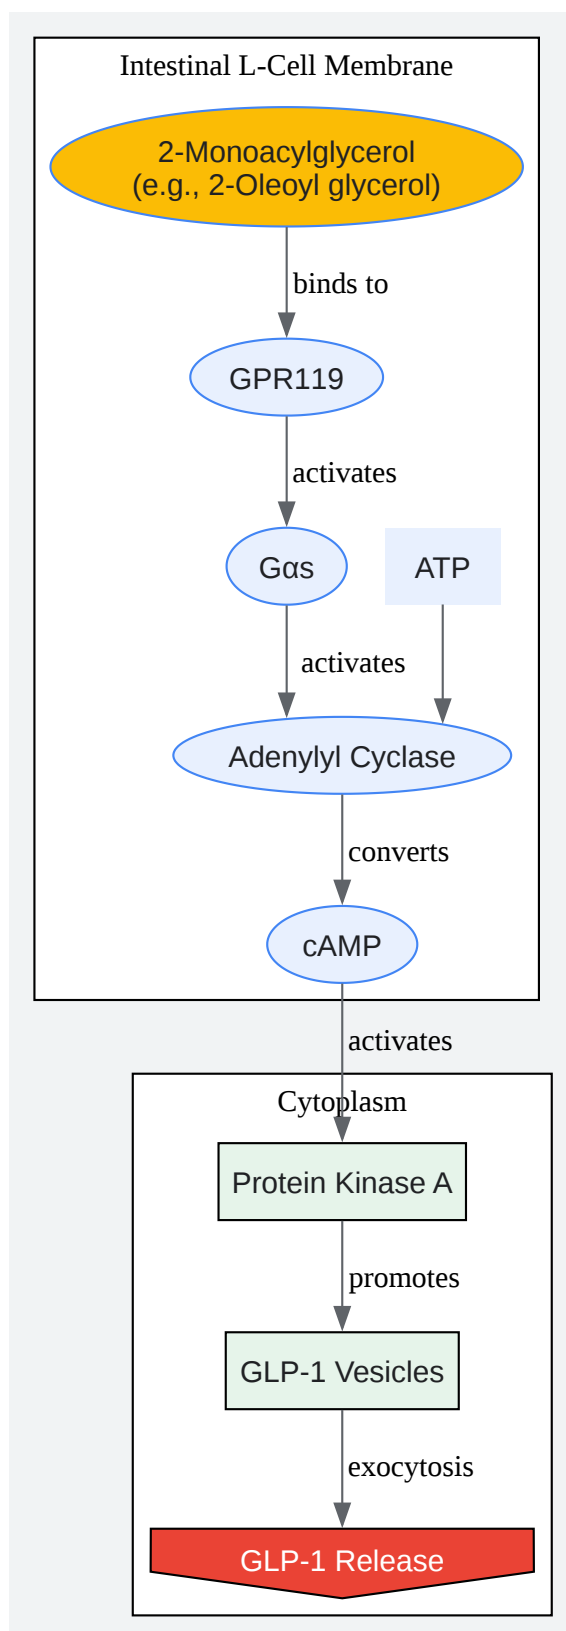 Intestinal L-Cell Membrane
2-Monoacylglycerol
(e.g., 2-Oleoyl glycerol)
binds to
GPR119
activates
Gαs
ATP
activates
Adenylyl Cyclase
converts
cAMP
activates
Cytoplasm
Protein Kinase A
promotes
GLP-1 Vesicles
exocytosis
GLP-1 Release